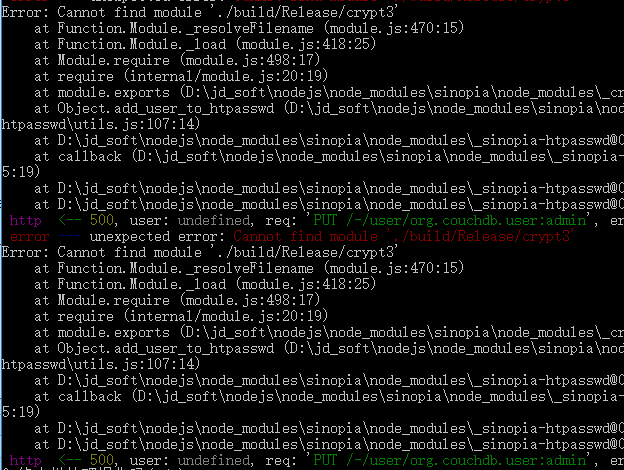 Error: Cannot find module './build/Release/crypt3'
at Function.Module._resolveFilename (module.js:470:15)
at Function.Module._load (module.js:418:25)
at Module.require (module.js:498:17)
at require (internal/module.js:20:19)
at module.exports (D:\jd_soft\nodejs\node_modules\sinopia\node_modules\_cr
at Object.add_user_to_htpasswd (D:\jd_soft\nodejs\node_modules\sinopia\nod
htpasswd\utils.js:107:14)
at D:\jd_soft\nodejs\node_modules\sinopia\node_modules\_sinopia-htpasswd@0
at callback (D:\jd_soft\nodejs\node_modules\sinopia\node_modules\_sinopia-
5:19)
at D:\jd_soft\nodejs\node_modules\sinopia\node_modules\_sinopia-htpasswd@0
at D:\jd_soft\nodejs\node_modules\sinopia\node_modules\_sinopia-htpasswd@0
http <-- 500, user: undefined, req: 'PUT /-/user/org.couchdb.user:admin', er
error --- unexpected error: Cannot find module './build/Release/crypt3'
Error: Cannot find module './build/Release/crypt3'
at Function.Module._resolveFilename (module.js:470:15)
at Function.Module._load (module.js:418:25)
at Module.require (module.js:498:17)
at require (internal/module.js:20:19)
at module.exports (D:\jd_soft\nodejs\node_modules\sinopia\node_modules\_cr
at Object.add_user_to_htpasswd (D:\jd_soft\nodejs\node_modules\sinopia\nod
htpasswd\utils.js:107:14)
at D:\jd_soft\nodejs\node_modules\sinopia\node_modules\_sinopia-htpasswd@0
at callback (D:\jd_soft\nodejs\node_modules\sinopia\node_modules\_sinopia-
5:19)
at D:\jd_soft\nodejs\node_modules\sinopia\node_modules\_sinopia-htpasswd@0
at D:\jd_soft\nodejs\node_modules\sinopia\node_modules\_sinopia-htpasswd@0
http <-- 500, user: undefined, req: 'PUT /-/user/org.couchdb.user:admin', er